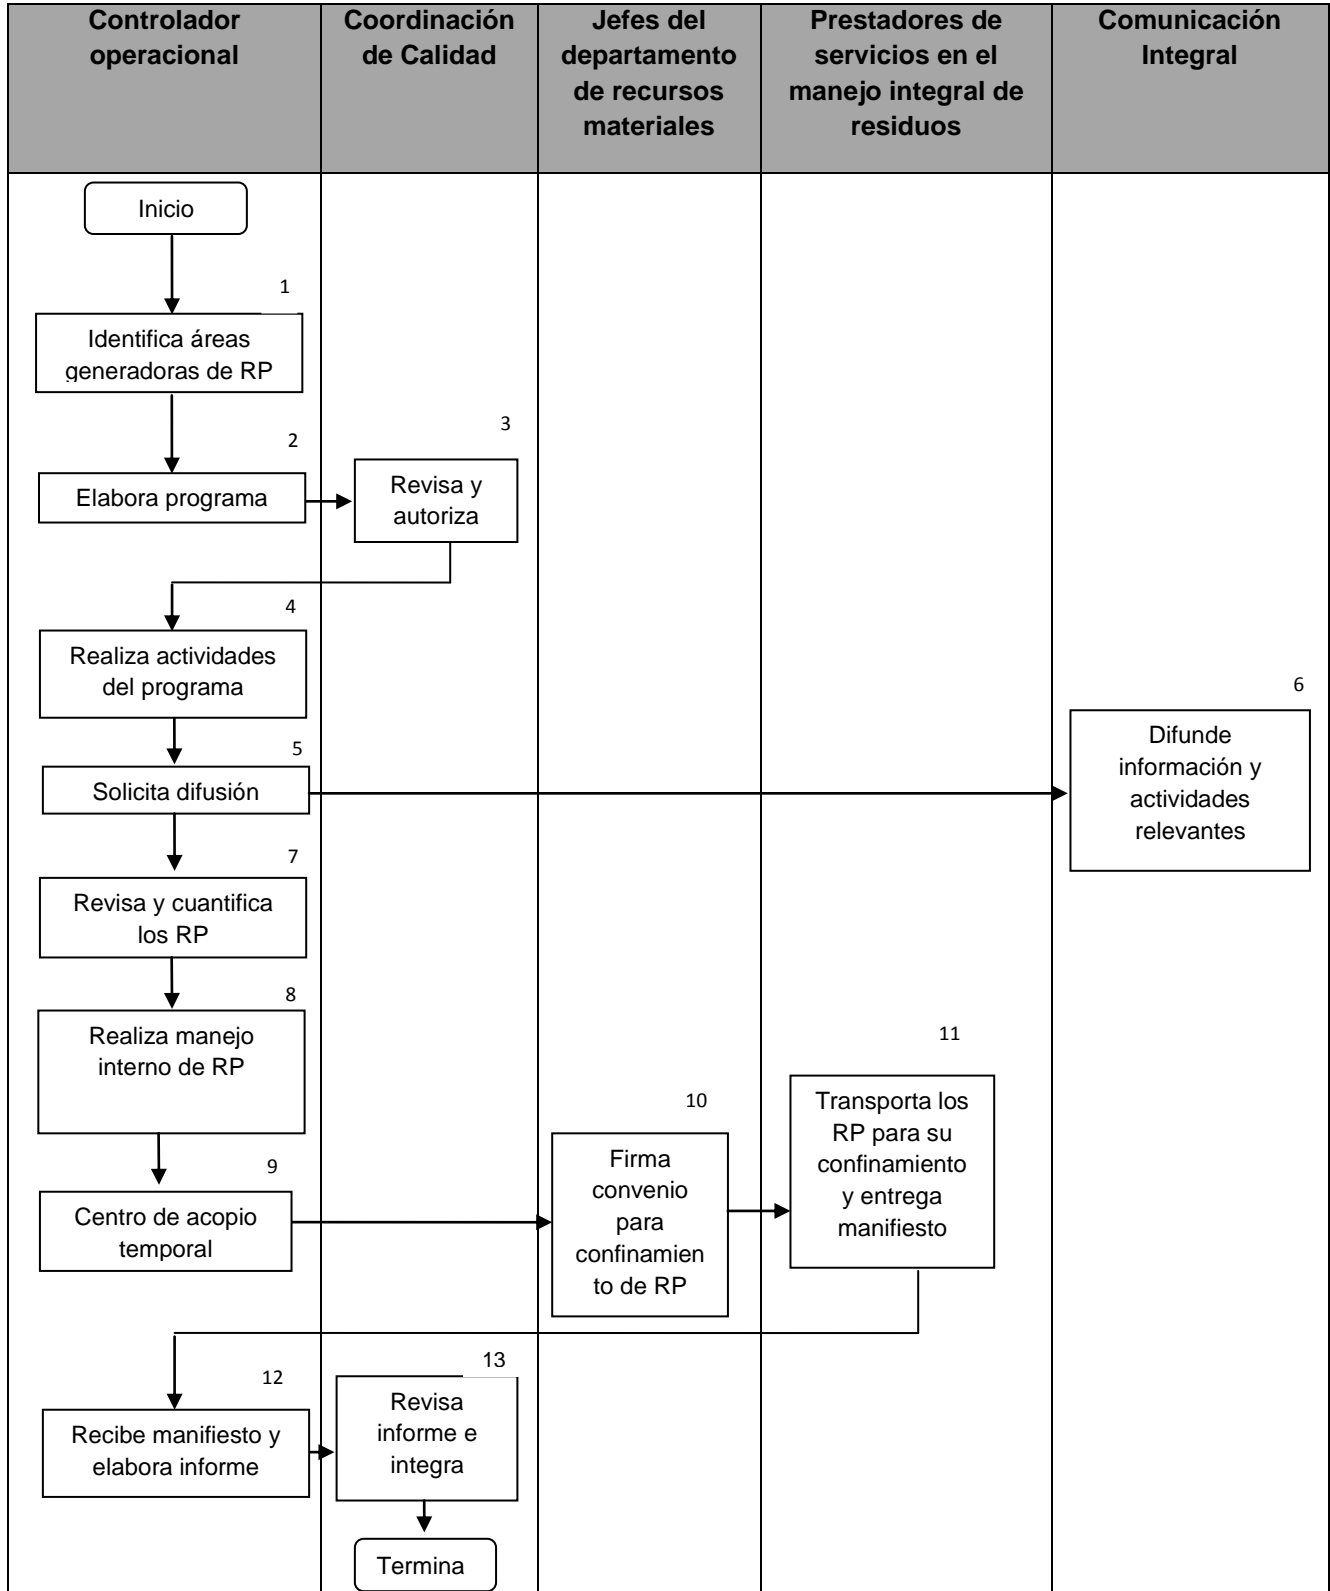 Controlador
operacional
Coordinación
de Calidad
Jefes del
departamento
de recursos
materiales
Prestadores de
servicios en el
manejo integral de
residuos
Comunicación
Integral
Inicio
1
Identifica áreas
generadoras de RP
2
Elabora programa
3
Revisa y
autoriza
4
Realiza actividades
del programa
5
Solicita difusión
6
Difunde
información y
actividades
relevantes
7
Revisa y cuantifica
los RP
8
Realiza manejo
interno de RP
9
Centro de acopio
temporal
10
Firma
convenio
para
confinamien
to de RP
11
Transporta los
RP para su
confinamiento
y entrega
manifiesto
12
Recibe manifiesto y
elabora informe
13
Revisa
informe e
integra
Termina